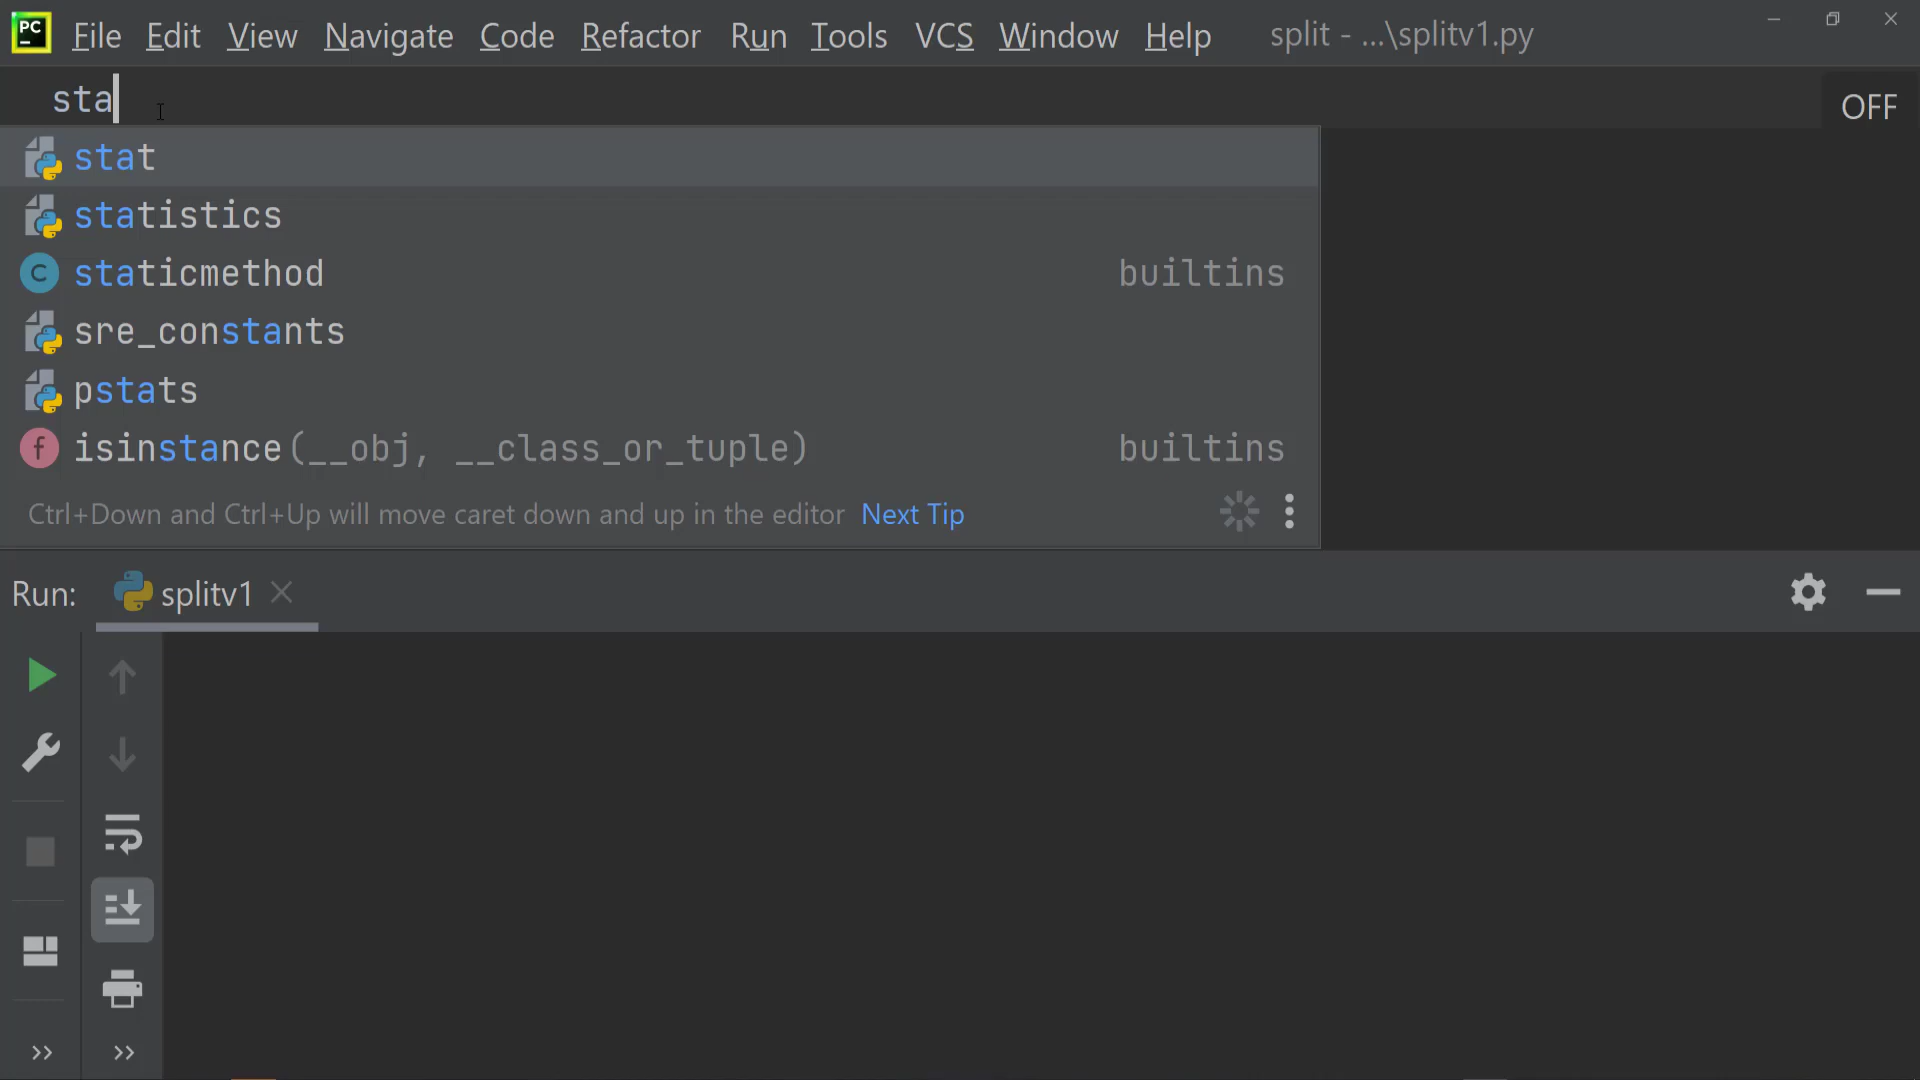 PC File Edit View Navigate Code Refactor Run Tools VCS Window Help split - ...\splitv1.py
sta OFF
stat
statistics
staticmethod builtins
sre_constants
pstats
isinstance(__obj, __class_or_tuple) builtins
Ctrl+Down and Ctrl+Up will move caret down and up in the editor Next Tip
Run: splitv1